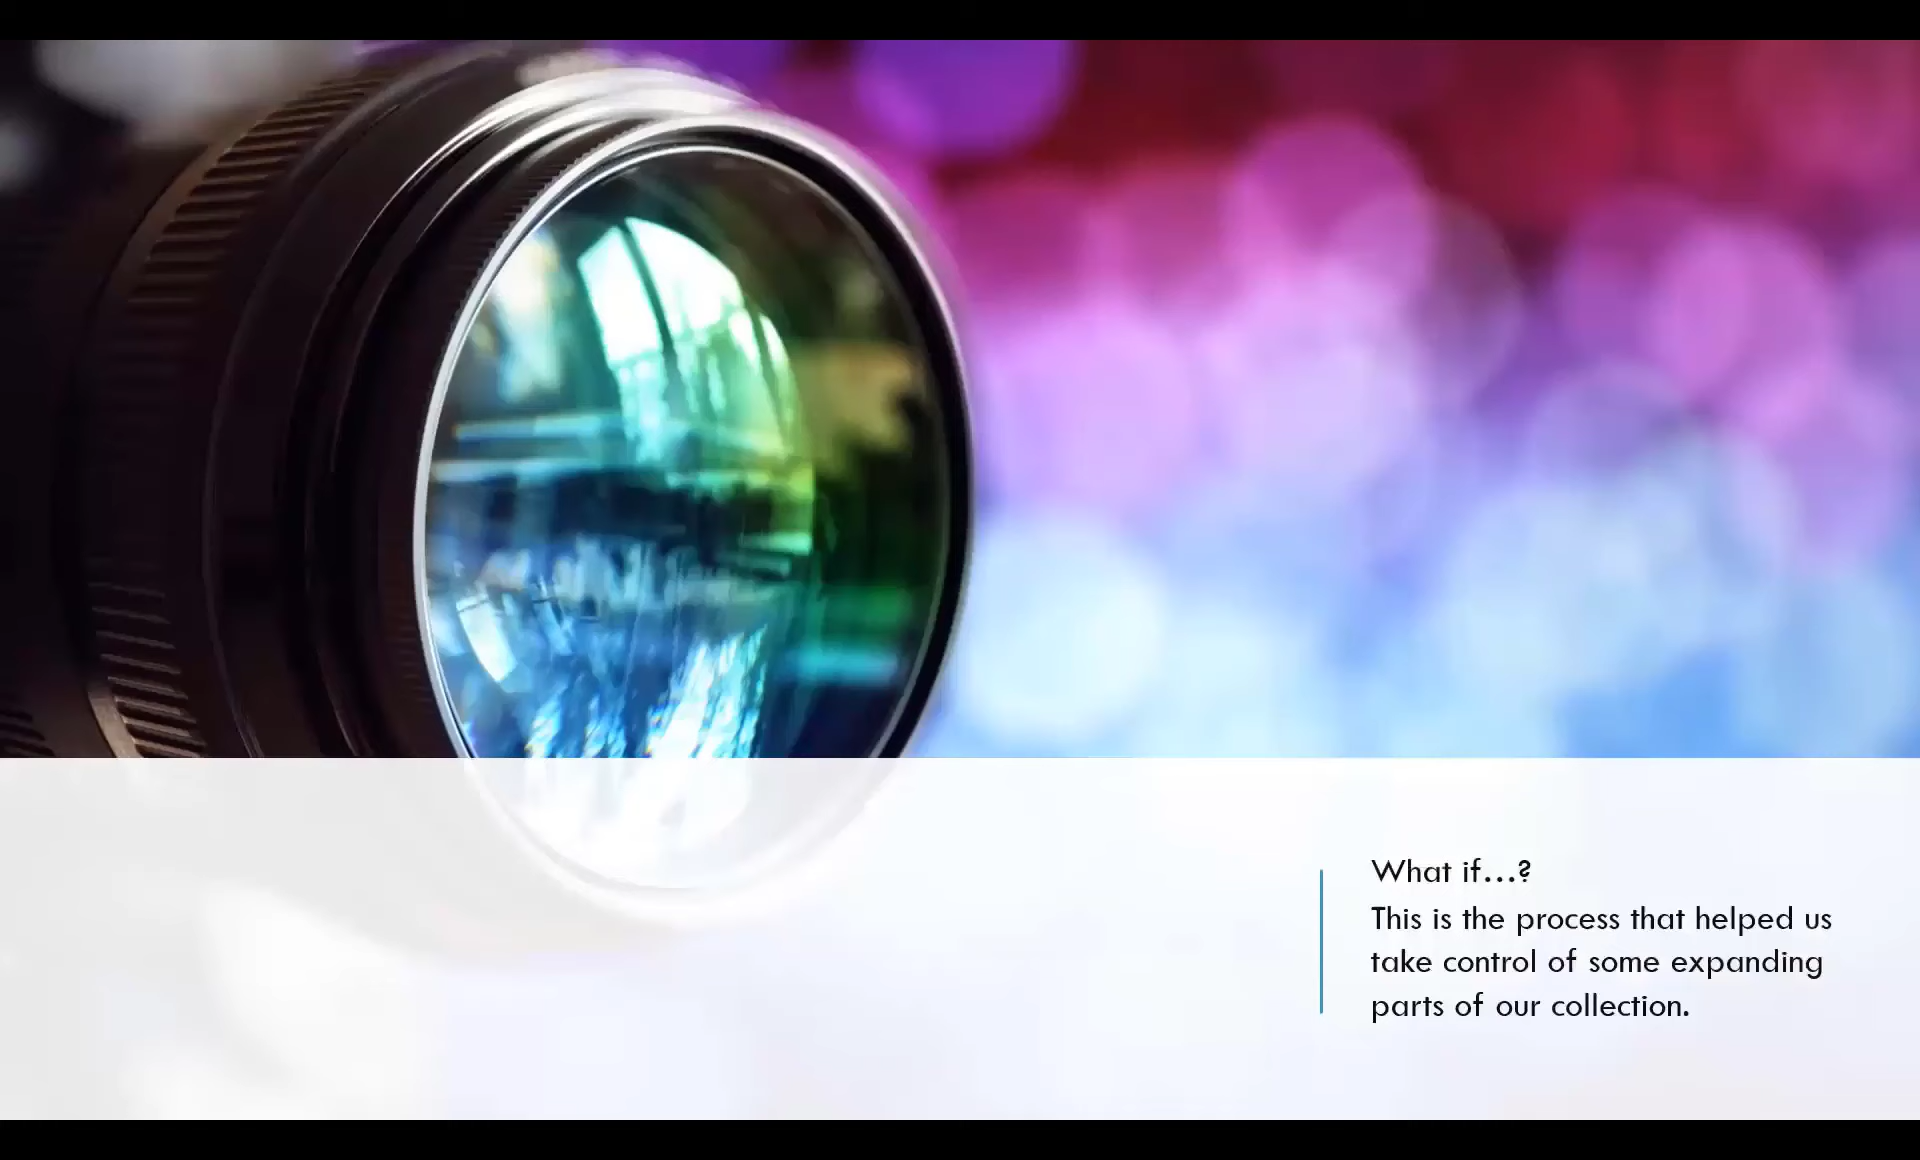 What if...?
This is the process that helped us
take control of some expanding
parts of our collection.